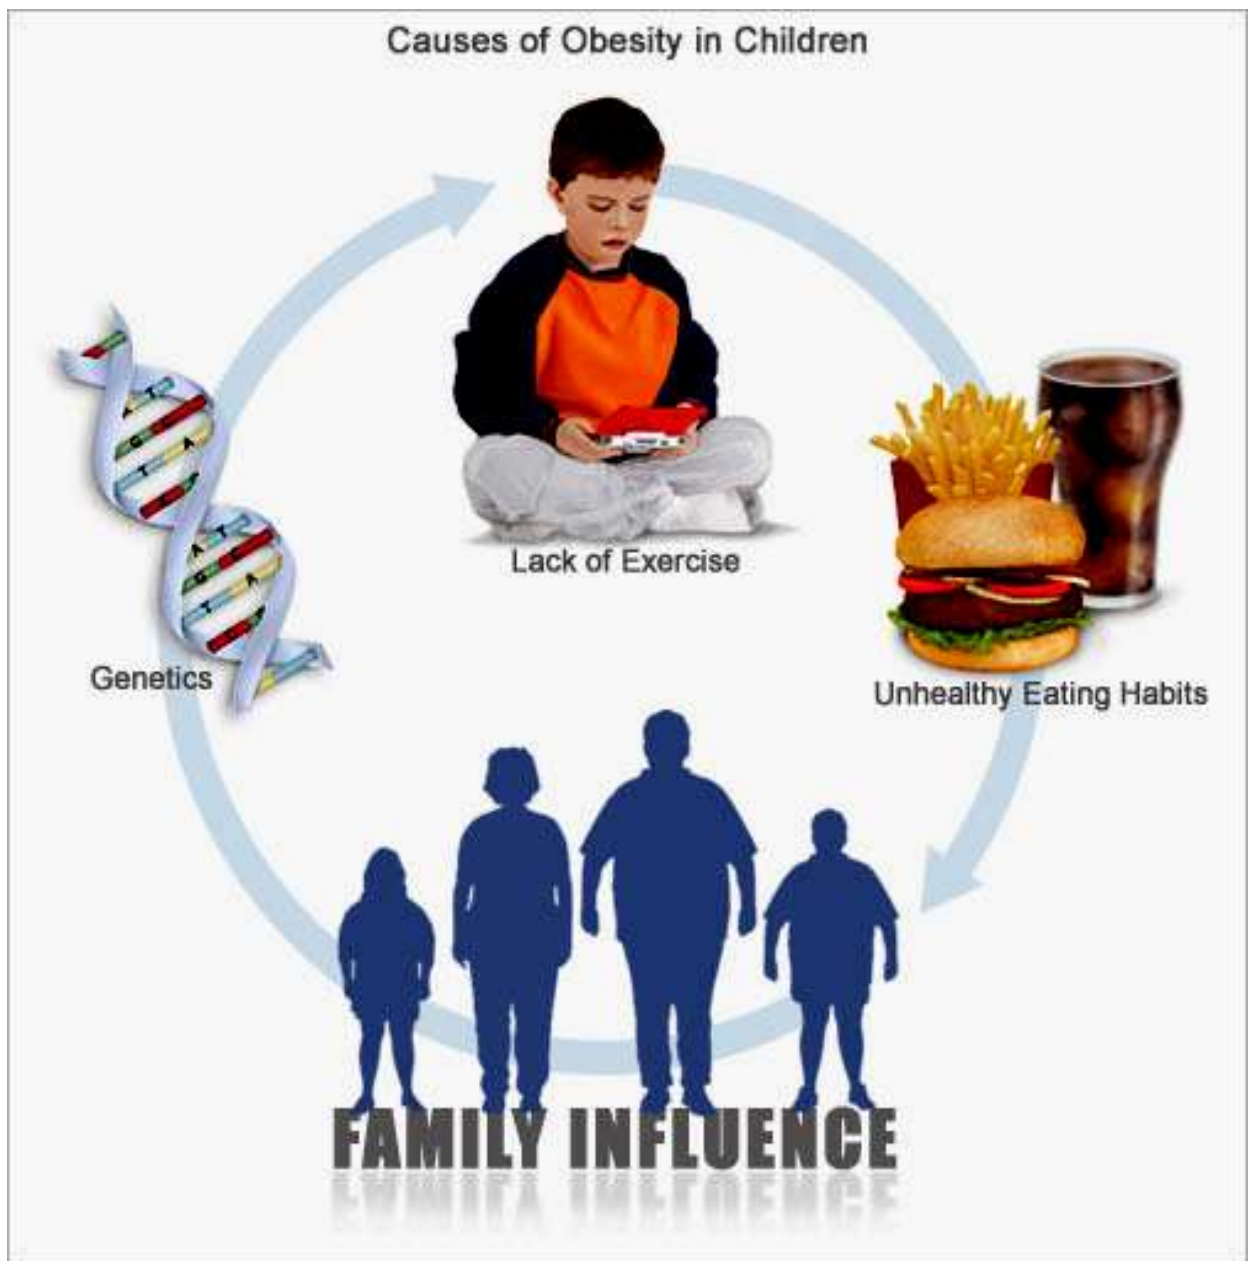 Causes of Obesity in Children
Lack of Exercise
Genetics
Unhealthy Eating Habits
FAMILY INFLUENCE